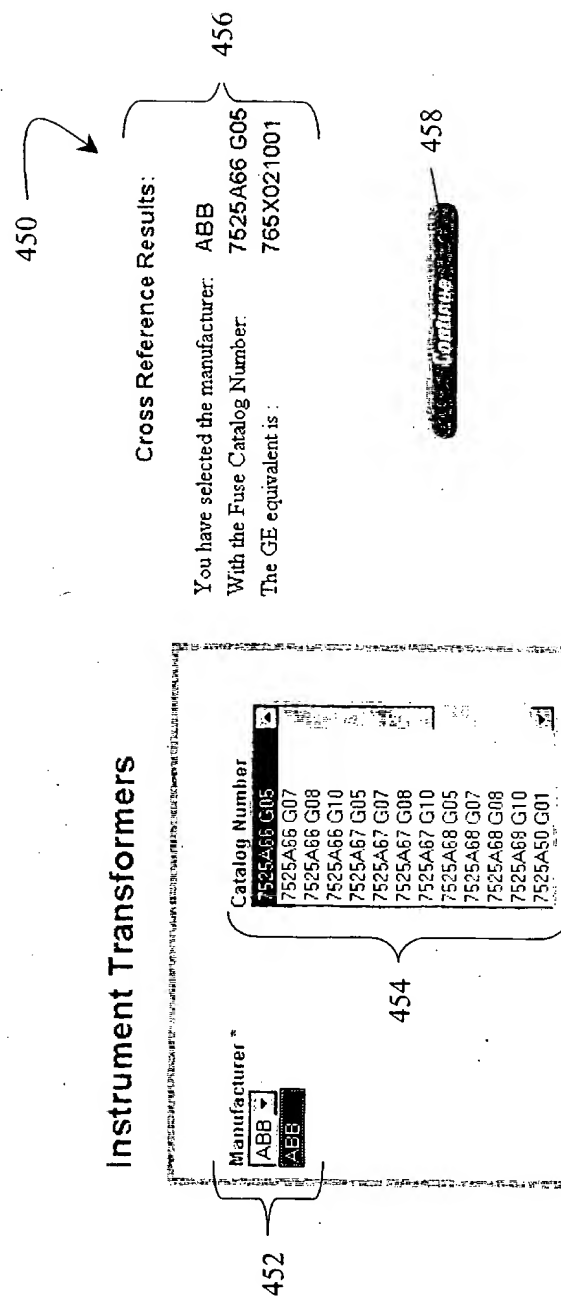 450
Instrument Transformers
452
Manufacturer *
ABB
ABB
454
Catalog Number
7525A66 G05
7525A66 G07
7525A66 G08
7525A66 G10
7525A67 G05
7525A67 G07
7525A67 G08
7525A67 G10
7525A68 G05
7525A68 G07
7525A68 G08
7525A69 G10
7525A50 G01
Cross Reference Results:
456
You have selected the manufacturer: ABB
With the Fuse Catalog Number: 7525A66 G05
The GE equivalent is : 765X021001
Continue
458